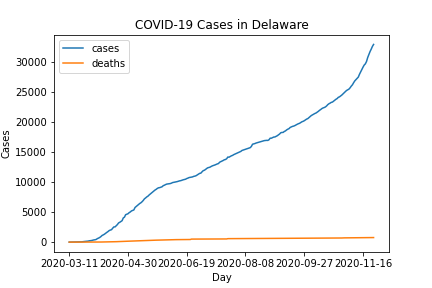 COVID-19 Cases in Delaware
cases
deaths
Cases
30000
25000
20000
15000
10000
5000
0
2020-03-11 2020-04-30 2020-06-19 2020-08-08 2020-09-27 2020-11-16
Day